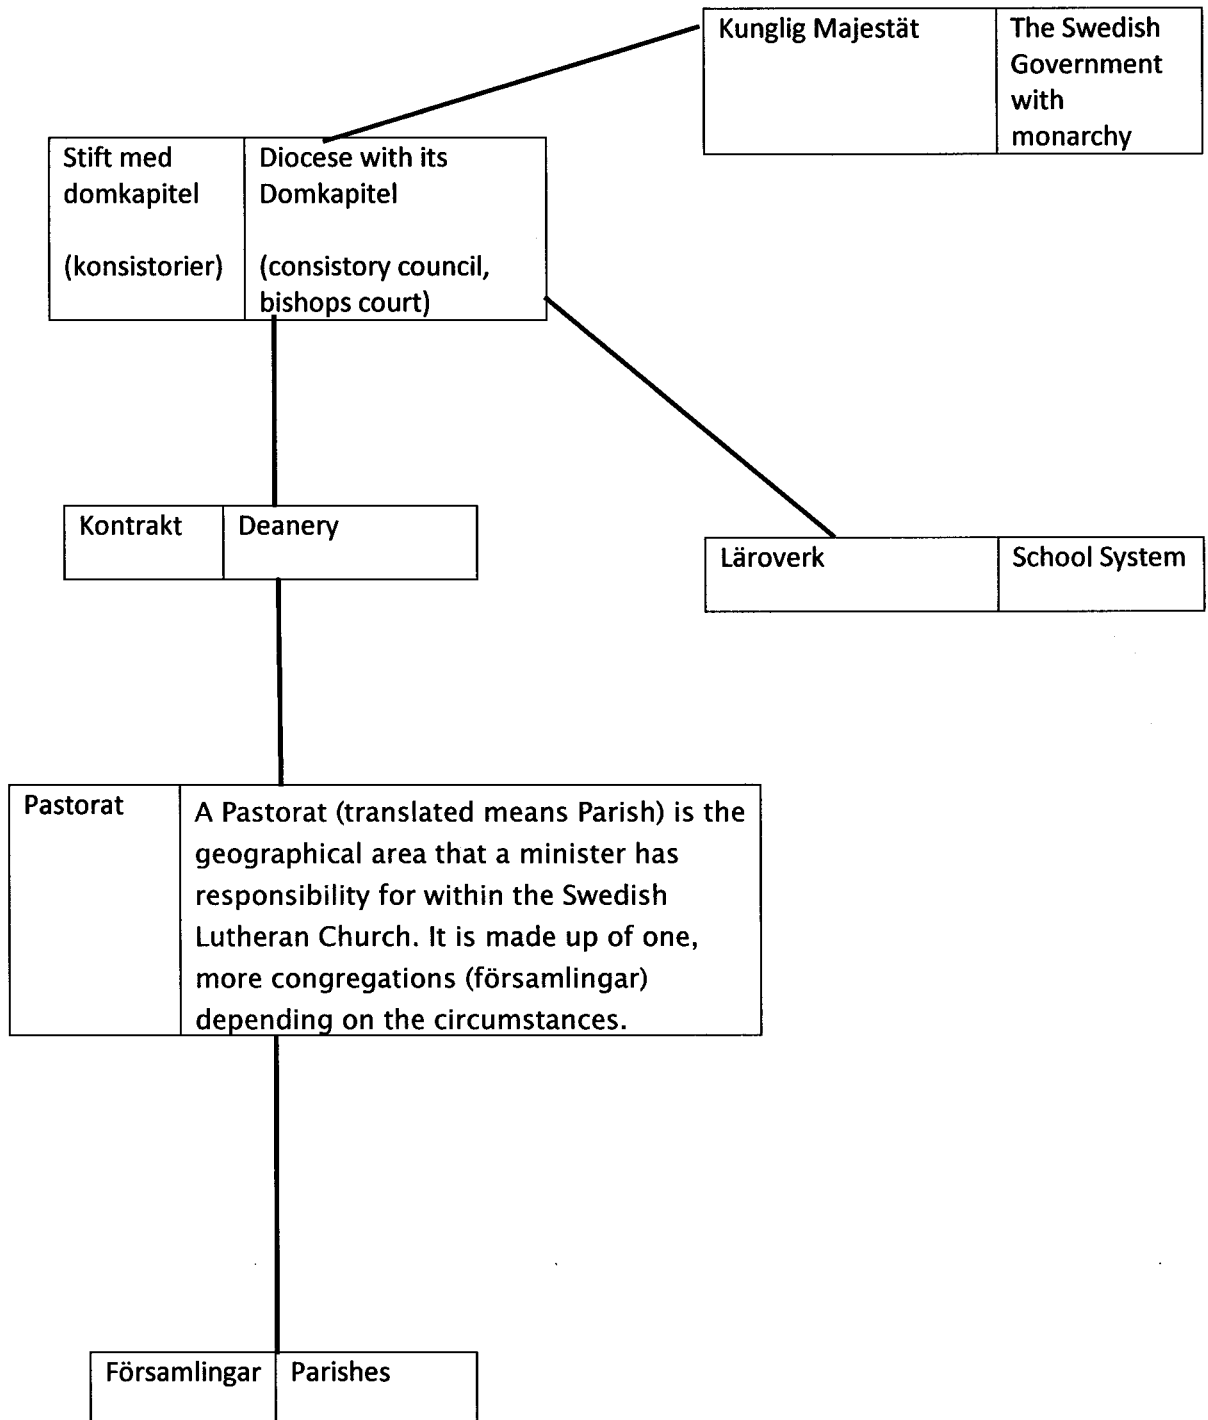 Kunglig Majestät
The Swedish
Government
with
monarchy
Stift med
domkapitel
(konsistorier)
Diocese with its
Domkapitel
(consistory council,
bishops court)
Kontrakt
Deanery
Läroverk
School System
Pastorat
A Pastorat (translated means Parish) is the
geographical area that a minister has
responsibility for within the Swedish
Lutheran Church. It is made up of one,
more congregations (församlingar)
depending on the circumstances.
Församlingar
Parishes